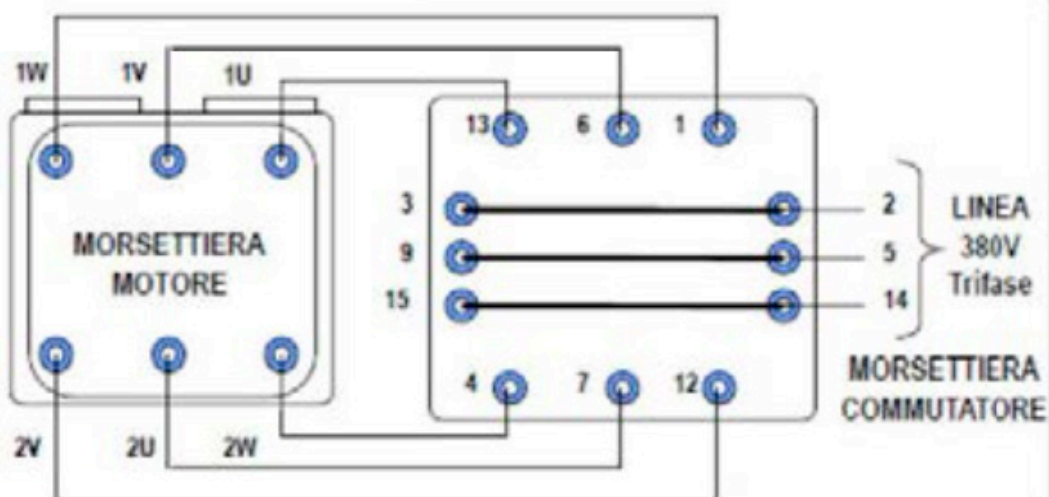 1W 1V 1U
13 6 1
3 2
9 5
15 14
MORSETTIERA
MOTORE
LINEA
380V
Trifase
4 7 12
MORSETTIERA
COMMUTATORE
2V 2U 2W